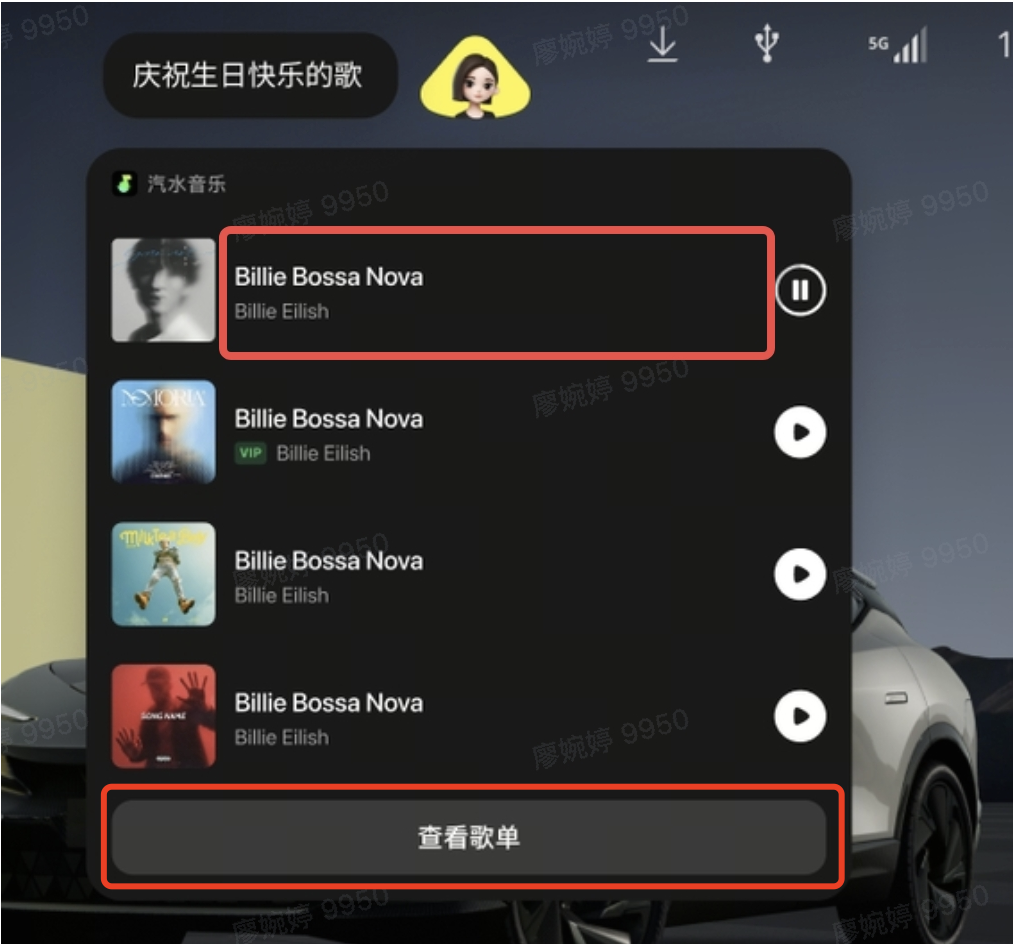 庆祝生日快乐的歌
5G
1
汽水音乐
Billie Bossa Nova
Billie Eilish
NOMORIA
Billie Bossa Nova
VIP Billie Eilish
Billie Bossa Nova
Billie Eilish
SONG NAME
Billie Bossa Nova
Billie Eilish
查看歌单
廖婉婷 9950